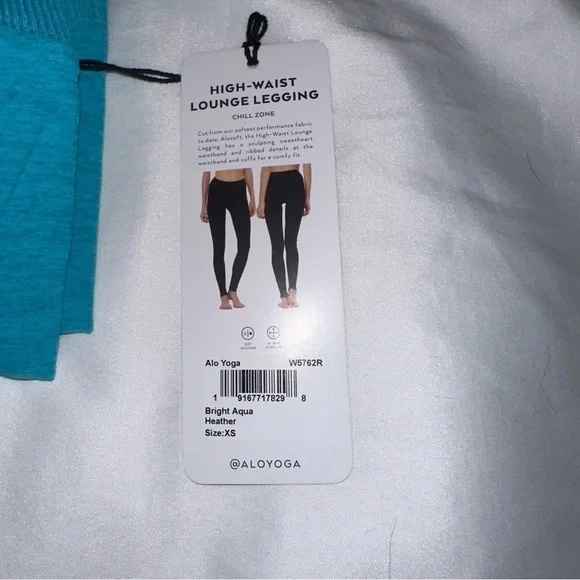 HIGH-WAIST
LOUNGE LEGGING
CHILL ZONE
Cut from our softest performance fabric
to date, Alosoft, the High-Waist Lounge
Legging has a sculpting sweetheart
waistband and ribbed details at the
waistband and cuffs for a comfy fit.
Alo Yoga W5762R
1 9167717829 8
Bright Aqua
Heather
Size:XS
@ALOYOGA